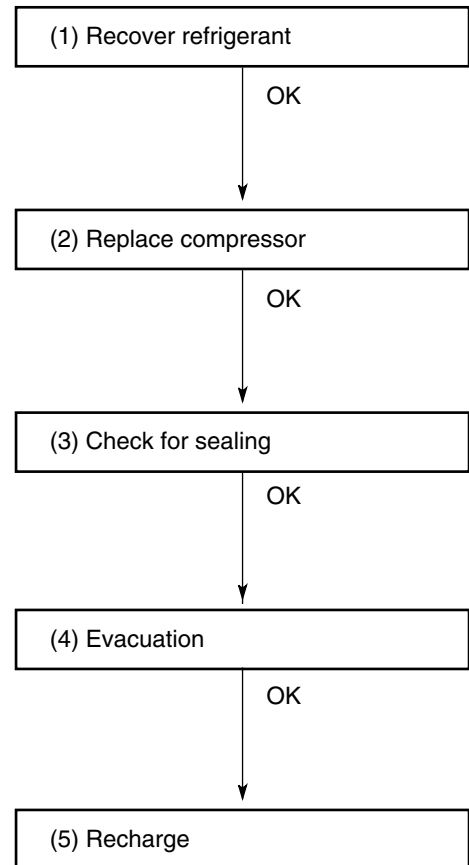 (1) Recover refrigerant
OK
(2) Replace compressor
OK
(3) Check for sealing
OK
(4) Evacuation
OK
(5) Recharge